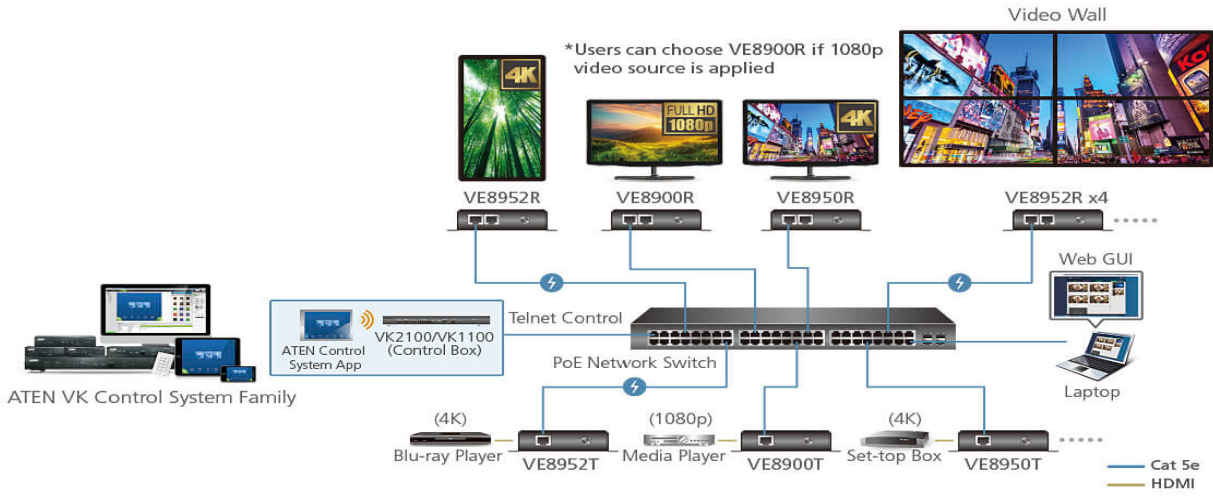 Video Wall
*Users can choose VE8900R if 1080p
video source is applied
4K
FULL HD
1080p
4K
VE8952R
VE8900R
VE8950R
VE8952R x4
Web GUI
Telnet Control
ATEN Control
System App
VK2100/VK1100
(Control Box)
PoE Network Switch
Laptop
ATEN VK Control System Family
(4K)
(1080p)
(4K)
Blu-ray Player
VE8952T
Media Player
VE8900T
Set-top Box
VE8950T
Cat 5e
HDMI